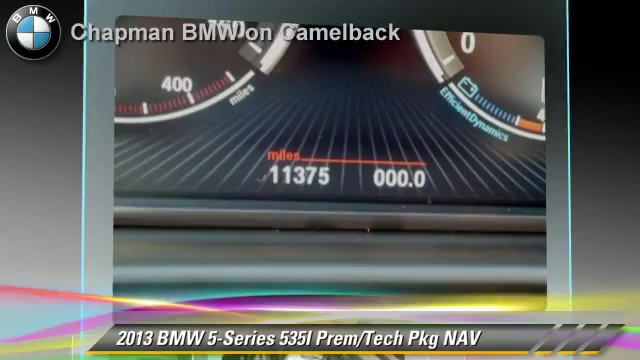 BMW
Chapman BMW on Camelback
0
400
miles
EfficientDynamics
miles
11375 000.0
2013 BMW 5-Series 535I Prem/Tech Pkg NAV